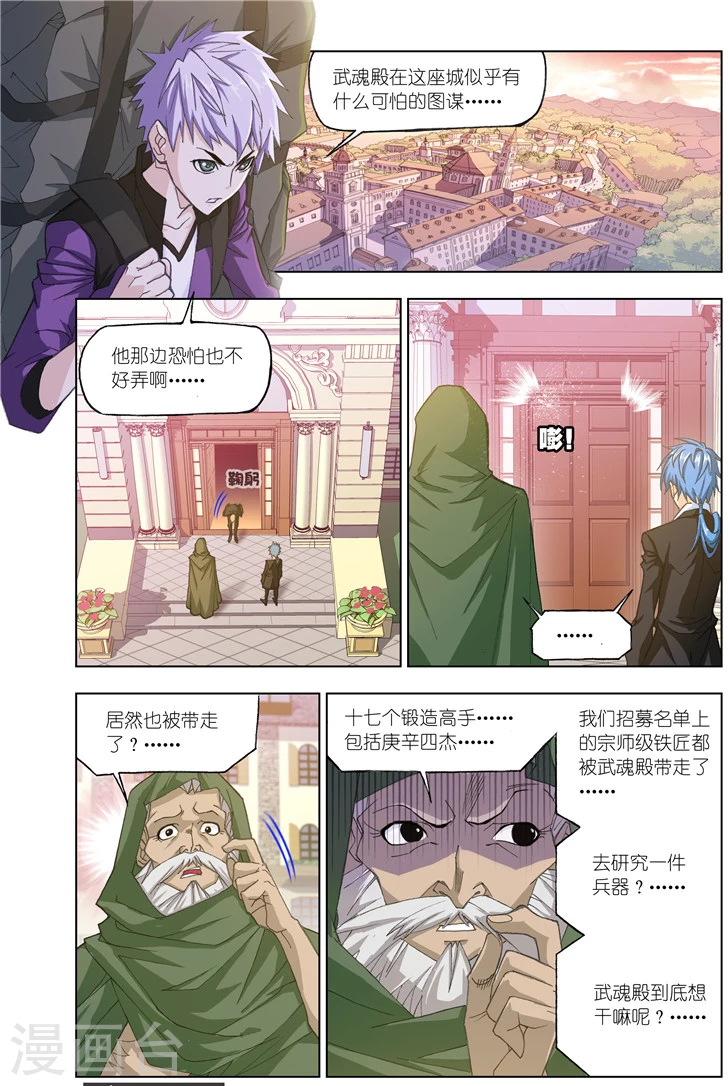 武魂殿在这座城似乎有
什么可怕的图谋……
他那边恐怕也不
好弄啊……
鞠躬
嘭!
……
居然也被带走
了？……
十七个锻造高手……
包括庚辛四杰……
我们招募名单上
的宗师级铁匠都
被武魂殿带走了
……
去研究一件
兵器？……
武魂殿到底想
干嘛呢？……
漫画台